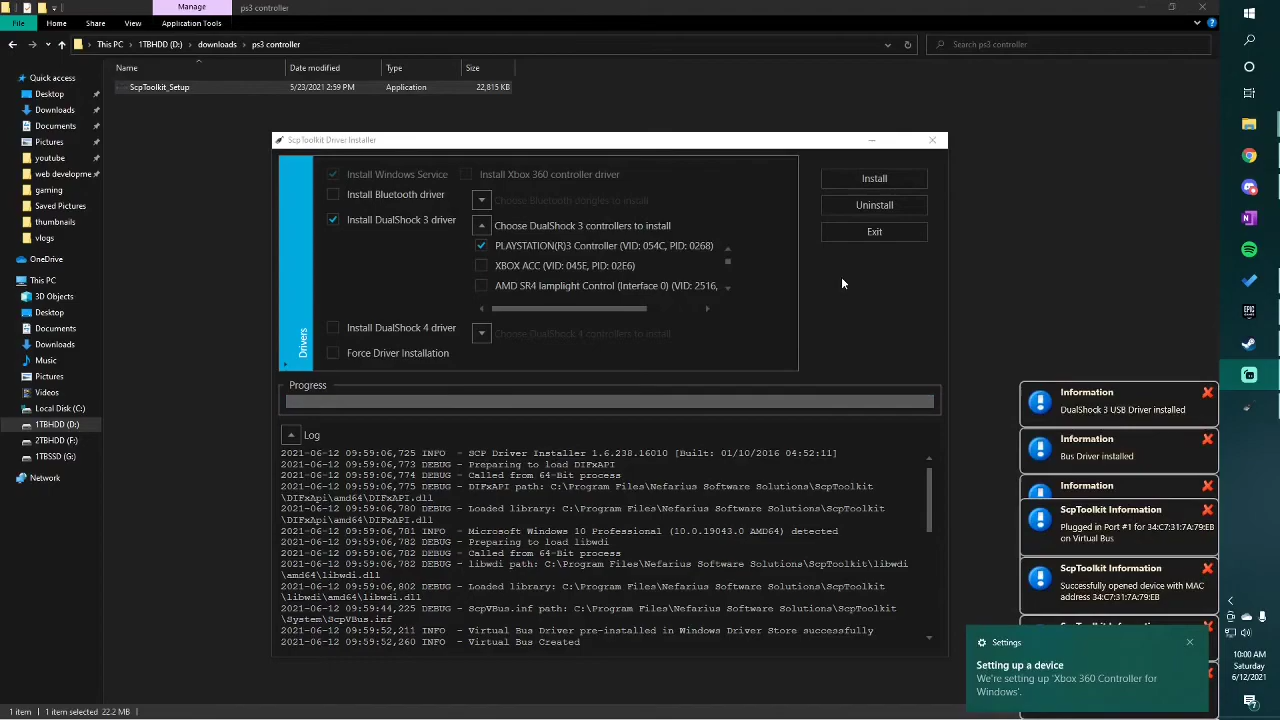 Manage
ps3 controller
File
Home
Share
View
Application Tools
This PC
1TBHDD (D:)
downloads
ps3 controller
Search ps3 controller
Name
Date modified
Type
Size
ScpToolkit_Setup
5/23/2021 2:59 PM
Application
22,815 KB
Quick access
Desktop
Downloads
Documents
Pictures
youtube
web developme
gaming
Saved Pictures
thumbnails
vlogs
OneDrive
This PC
3D Objects
Desktop
Documents
Downloads
Music
Pictures
Videos
Local Disk (C:)
1TBHDD (D:)
2TBHDD (F:)
1TBSSD (G:)
Network
ScpToolkit Driver Installer
Drivers
Install Windows Service
Install Xbox 360 controller driver
Install Bluetooth driver
Choose Bluetooth dongles to install
Install DualShock 3 driver
Choose DualShock 3 controllers to install
PLAYSTATION(R)3 Controller (VID: 054C, PID: 0268)
XBOX ACC (VID: 045E, PID: 02E6)
AMD SR4 lamplight Control (Interface 0) (VID: 2516,
Install DualShock 4 driver
Choose DualShock 4 controllers to install
Force Driver Installation
Install
Uninstall
Exit
Progress
Log
2021-06-12 09:59:06,725 INFO - SCP Driver Installer 1.6.238.16010 [Built: 01/10/2016 04:52:11]
2021-06-12 09:59:06,773 DEBUG - Preparing to load DIFxAPI
2021-06-12 09:59:06,774 DEBUG - Called from 64-Bit process
2021-06-12 09:59:06,775 DEBUG - DIFxAPI path: C:\Program Files\Nefarius Software Solutions\ScpToolkit
\DIFxApi\amd64\DIFxAPI.dll
2021-06-12 09:59:06,780 DEBUG - Loaded library: C:\Program Files\Nefarius Software Solutions\ScpToolkit
\DIFxApi\amd64\DIFxAPI.dll
2021-06-12 09:59:06,781 INFO - Microsoft Windows 10 Professional (10.0.19043.0 AMD64) detected
2021-06-12 09:59:06,782 DEBUG - Preparing to load libwdi
2021-06-12 09:59:06,782 DEBUG - Called from 64-Bit process
2021-06-12 09:59:06,782 DEBUG - libwdi path: C:\Program Files\Nefarius Software Solutions\ScpToolkit\libwdi
\amd64\libwdi.dll
2021-06-12 09:59:06,802 DEBUG - Loaded library: C:\Program Files\Nefarius Software Solutions\ScpToolkit
\libwdi\amd64\libwdi.dll
2021-06-12 09:59:44,225 INFO - ScpVBus.inf path: C:\Program Files\Nefarius Software Solutions\ScpToolkit
\System\ScpVBus.inf
2021-06-12 09:59:52,211 INFO - Virtual Bus Driver pre-installed in Windows Driver Store successfully
2021-06-12 09:59:52,260 INFO - Virtual Bus Created
Information
DualShock 3 USB Driver installed
Information
Bus Driver installed
Information
ScpToolkit Information
Plugged in Port #1 for 34:C7:31:7A:79:EB
on Virtual Bus
ScpToolkit Information
Successfully opened device with MAC
address 34:C7:31:7A:79:EB
Settings
Setting up a device
We're setting up 'Xbox 360 Controller for
Windows'.
10:00 AM
Saturday
6/12/2021
1 item
1 item selected 22.2 MB